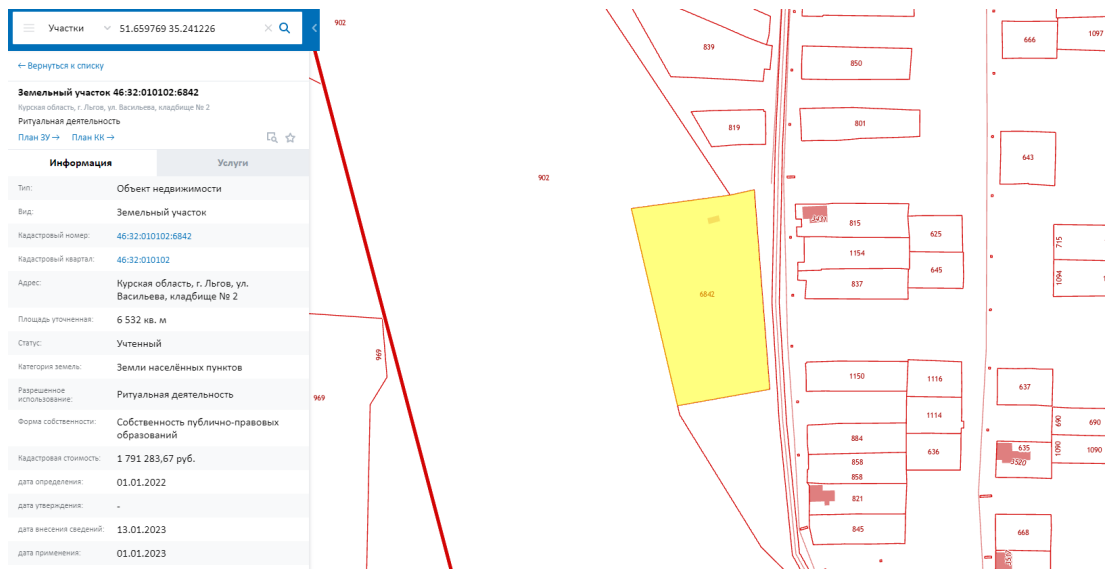 Участки 51.659769 35.241226
← Вернуться к списку
Земельный участок 46:32:010102:6842
Курская область, г. Льгов, ул. Васильева, кладбище № 2
Ритуальная деятельность
План ЗУ → План КК →
Информация Услуги
Тип: Объект недвижимости
Вид: Земельный участок
Кадастровый номер: 46:32:010102:6842
Кадастровый квартал: 46:32:010102
Адрес: Курская область, г. Льгов, ул.
Васильева, кладбище № 2
Площадь уточненная: 6 532 кв. м
Статус: Учтенный
Категория земель: Земли населённых пунктов
Разрешенное
использование: Ритуальная деятельность
Форма собственности: Собственность публично-правовых
образований
Кадастровая стоимость: 1 791 283,67 руб.
дата определения: 01.01.2022
дата утверждения: -
дата внесения сведений: 13.01.2023
дата применения: 01.01.2023
902
839
850
666
1097
819
801
643
902
815
625
1154
645
837
715
1094
6842
969
969
1150
1116
637
1114
690
690
884
636
635
3520
1090
1090
858
858
821
845
668